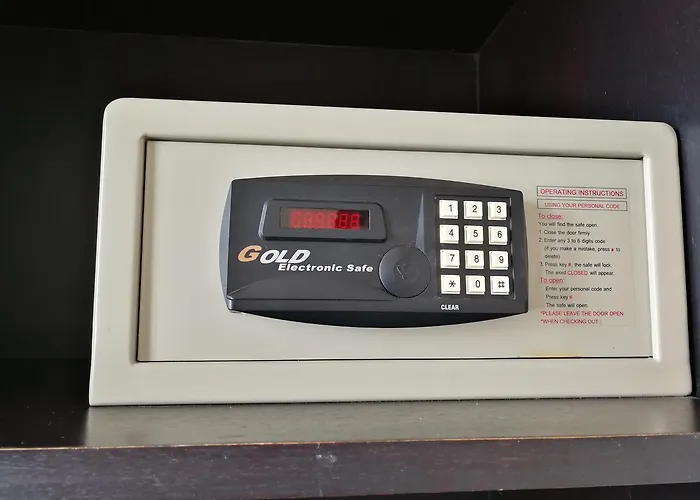 GOLD
Electronic Safe
1 2 3
4 5 6
7 8 9
* 0 #
CLEAR
OPERATING INSTRUCTIONS
USING YOUR PERSONAL CODE
To close:
You will find the safe open.
1. Close the door firmly.
2. Enter any 3 to 6 digits code
(if you make a mistake, press * to
delete)
3. Press key #, the safe will lock.
The word CLOSED will appear.
To open:
Enter your personal code and
Press key #
The safe will open.
*PLEASE LEAVE THE DOOR OPEN
*WHEN CHECKING OUT.